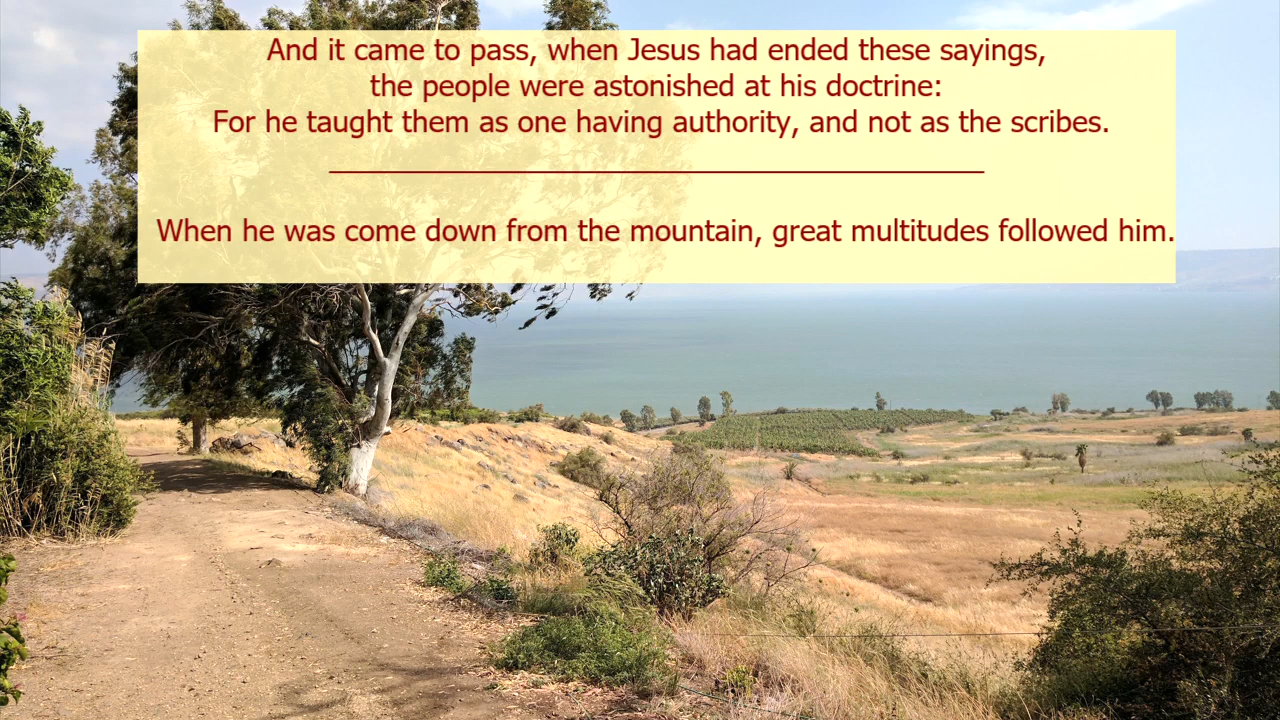 And it came to pass, when Jesus had ended these sayings,
the people were astonished at his doctrine:
For he taught them as one having authority, and not as the scribes.
When he was come down from the mountain, great multitudes followed him.